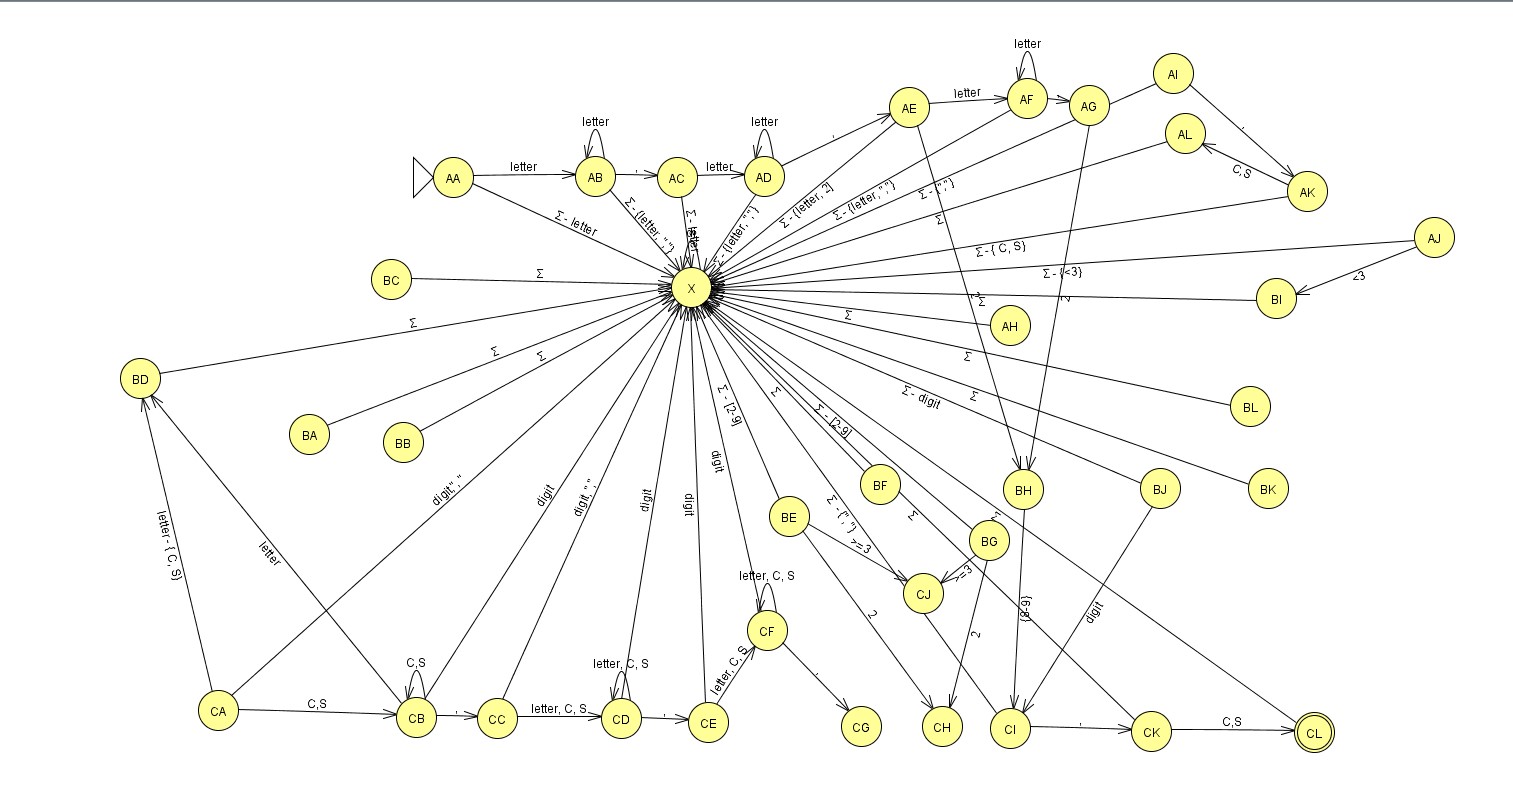 letter
AI
letter
AE
AF
,
AG
letter
letter
,
AL
,
C,S
AA
letter
AB
,
AC
letter
AD
AK
Σ - {letter, 2}
Σ - {letter, ","}
Σ - {","}
Σ - letter
Σ - {letter, ","}
Σ - letter
Σ - {letter, ","}
Σ
Σ - { C, S}
AJ
BC
Σ
X
Σ - {<3}
<3
2
Σ
2
BI
AH
Σ
Σ
BD
Σ
Σ
Σ
Σ - digit
Σ
BL
Σ - [2-9]
Σ
Σ - [2-9]
BA
BB
digit
BF
BH
BJ
BK
digit,","
digit
digit, ","
digit
digit
BE
Σ - {", "}
Σ
Σ
BG
letter - { C, S}
letter
>=3
>=3
letter, C, S
CJ
{6-8}
digit
2
2
CF
C,S
letter, C, S
letter, C, S
,
CA
C,S
CB
,
CC
letter, C, S
CD
,
CE
CG
CH
CI
,
CK
C,S
CL